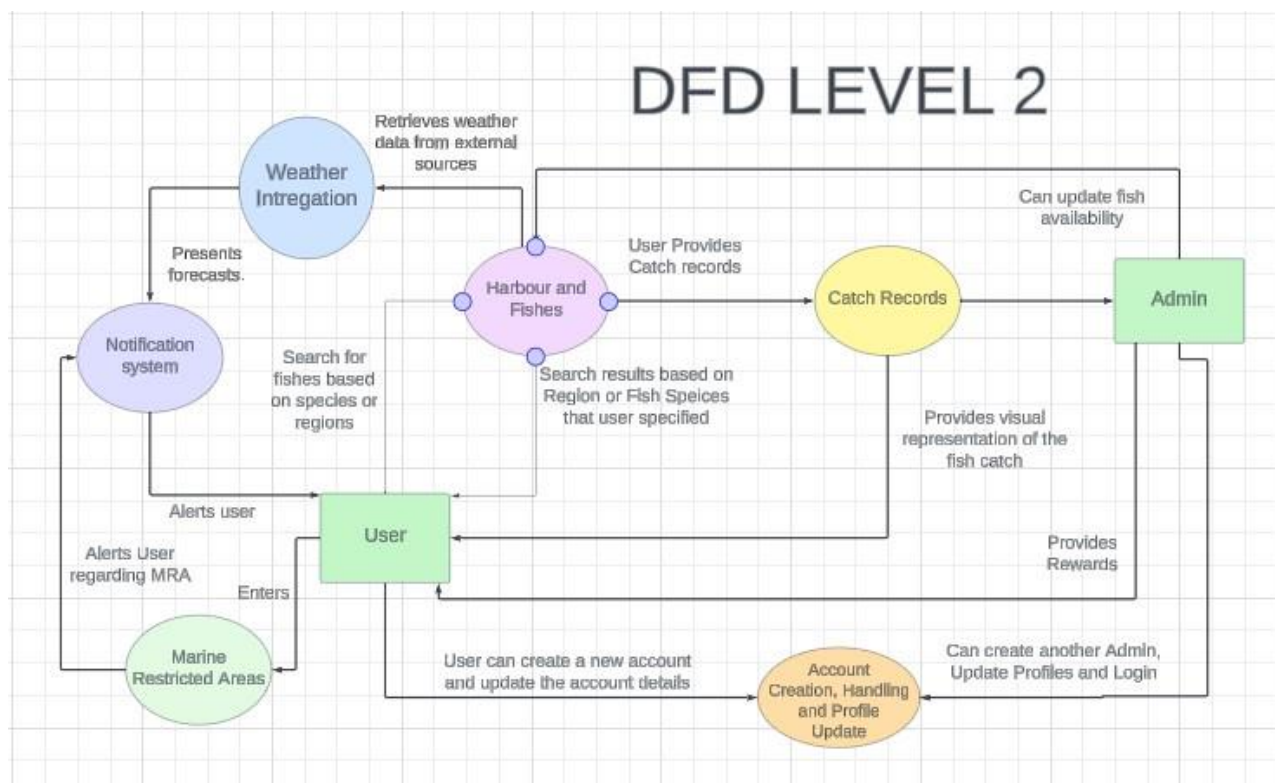 DFD LEVEL 2
Retrieves weather
data from external
sources
Weather
Intregation
Can update fish
availability
User Provides
Catch records
Presents
forecasts.
Harbour and
Fishes
Catch Records
Admin
Notification
system
Search for
fishes based
on species or
regions
Search results based on
Region or Fish Speices
that user specified
Provides visual
representation of the
fish catch
Alerts user
User
Alerts User
regarding MRA
Enters
Provides
Rewards
Marine
Restricted Areas
User can create a new account
and update the account details
Account
Creation, Handling
and Profile
Update
Can create another Admin,
Update Profiles and Login